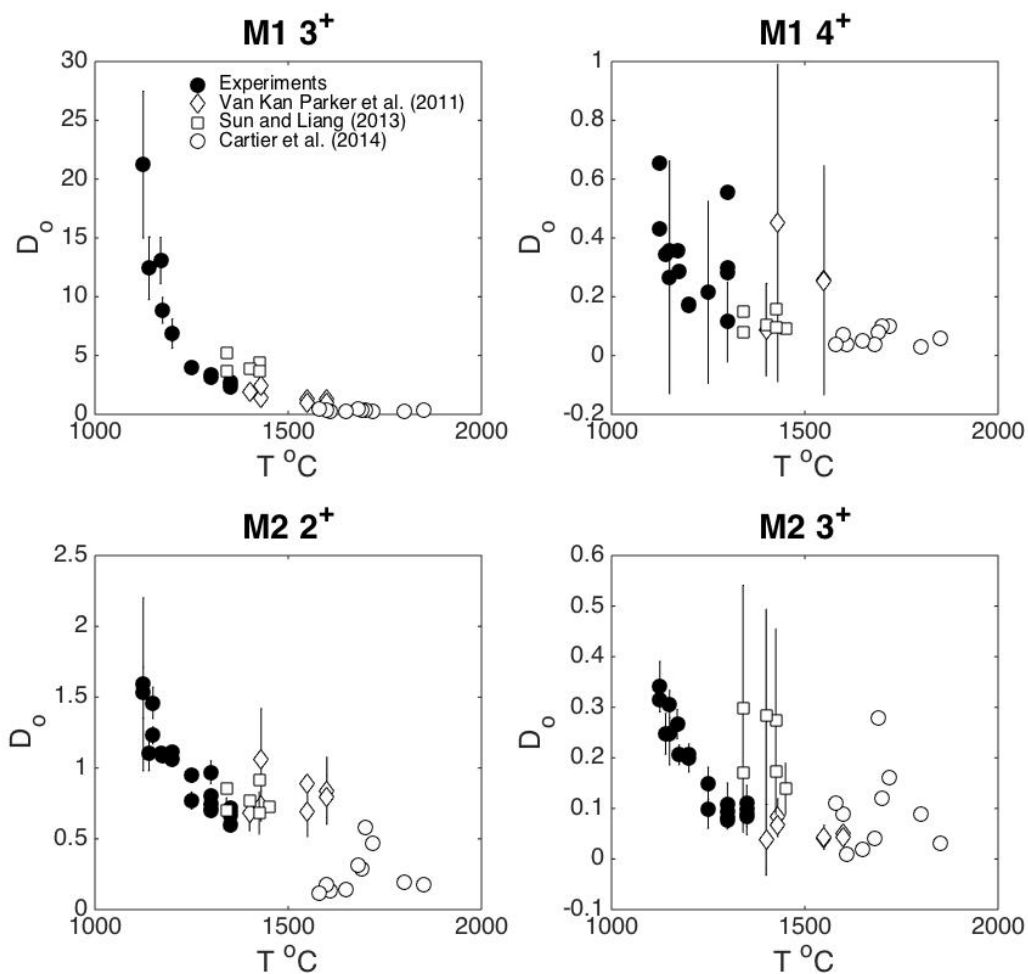 M1 3+
30
25
20
15
10
5
0
Do
1000 1500 2000
T oC
Experiments
Van Kan Parker et al. (2011)
Sun and Liang (2013)
Cartier et al. (2014)
M1 4+
1
0.8
0.6
0.4
0.2
0
-0.2
Do
1000 1500 2000
T oC
M2 2+
2.5
2
1.5
1
0.5
0
Do
1000 1500 2000
T oC
M2 3+
0.6
0.5
0.4
0.3
0.2
0.1
0
-0.1
Do
1000 1500 2000
T oC